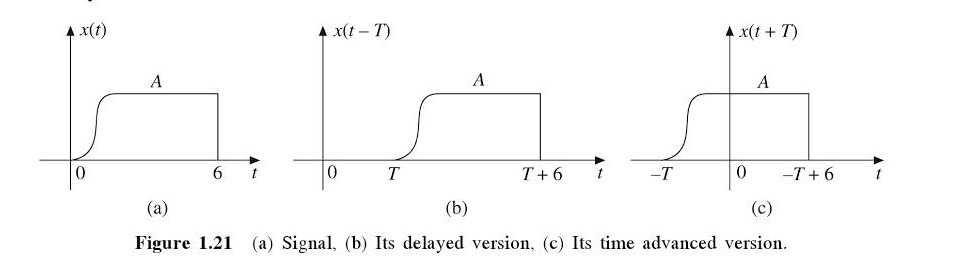 x(t)
A
0
6
t
(a)
x(t – T)
A
0
T
T + 6
t
(b)
x(t + T)
A
–T
0
–T + 6
t
(c)
Figure 1.21 (a) Signal, (b) Its delayed version, (c) Its time advanced version.